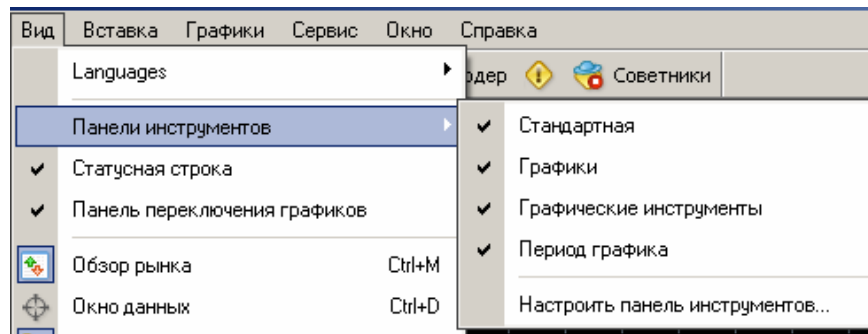 Вид Вставка Графики Сервис Окно Справка
Languages
Советники
Панели инструментов
Стандартная
Статусная строка
Графики
Панель переключения графиков
Графические инструменты
Период графика
Обзор рынка Ctrl+M
Окно данных Ctrl+D
Настроить панель инструментов...